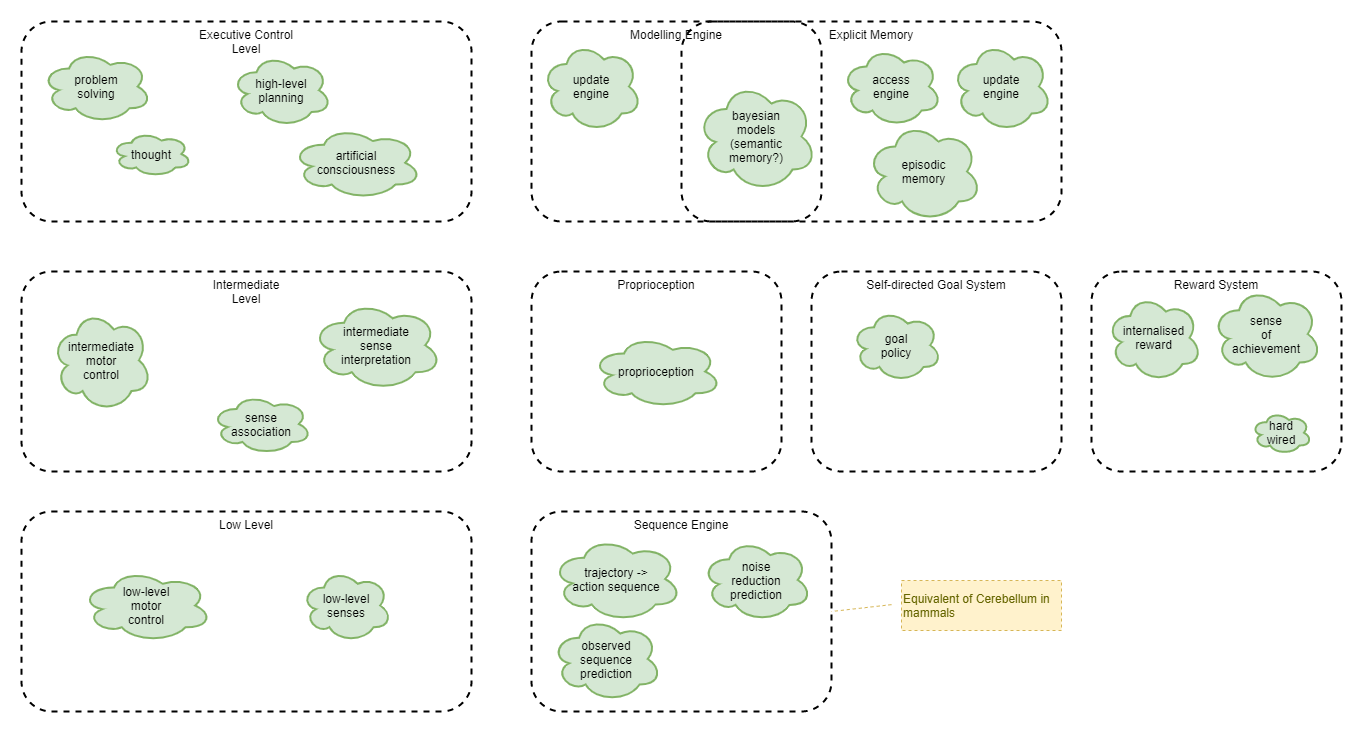 Executive Control
Level
problem
solving
high-level
planning
thought
artificial
consciousness
Modelling Engine
update
engine
bayesian
models
(semantic
memory?)
Explicit Memory
access
engine
update
engine
episodic
memory
Intermediate
Level
intermediate
motor
control
intermediate
sense
interpretation
sense
association
Proprioception
proprioception
Self-directed Goal System
goal
policy
Reward System
internalised
reward
sense
of
achievement
hard
wired
Low Level
low-level
motor
control
low-level
senses
Sequence Engine
trajectory ->
action sequence
noise
reduction
prediction
observed
sequence
prediction
Equivalent of Cerebellum in
mammals